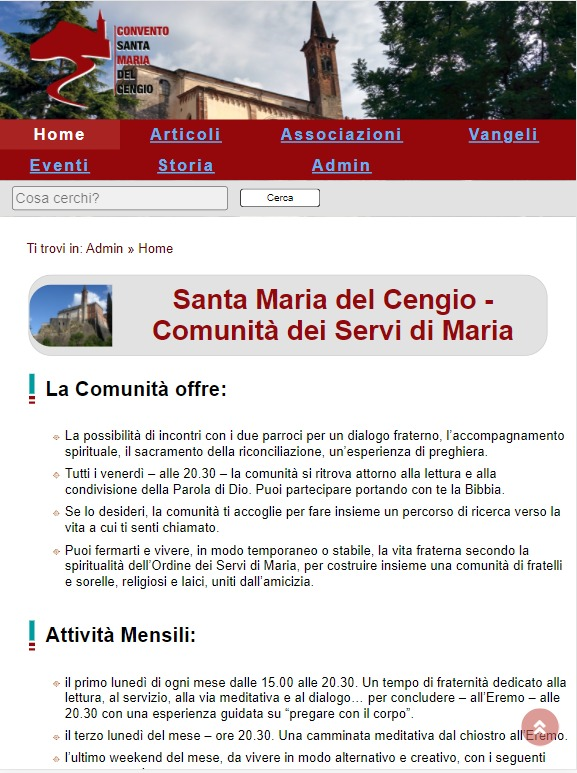 CONVENTO
SANTA
MARIA
DEL
CENGIO
Home Articoli Associazioni Vangeli
Eventi Storia Admin
Cosa cerchi? Cerca
Ti trovi in: Admin » Home
Santa Maria del Cengio -
Comunità dei Servi di Maria
La Comunità offre:
La possibilità di incontri con i due parroci per un dialogo fraterno, l’accompagnamento
spirituale, il sacramento della riconciliazione, un’esperienza di preghiera.
Tutti i venerdì – alle 20.30 – la comunità si ritrova attorno alla lettura e alla
condivisione della Parola di Dio. Puoi partecipare portando con te la Bibbia.
Se lo desideri, la comunità ti accoglie per fare insieme un percorso di ricerca verso la
vita a cui ti senti chiamato.
Puoi fermarti e vivere, in modo temporaneo o stabile, la vita fraterna secondo la
spiritualità dell’Ordine dei Servi di Maria, per costruire insieme una comunità di fratelli
e sorelle, religiosi e laici, uniti dall’amicizia.
Attività Mensili:
il primo lunedì di ogni mese dalle 15.00 alle 20.30. Un tempo di fraternità dedicato alla
lettura, al servizio, alla via meditativa e al dialogo… per concludere – all’Eremo – alle
20.30 con una esperienza guidata su “pregare con il corpo”.
il terzo lunedì del mese – ore 20.30. Una camminata meditativa dal chiostro all’Eremo.
l’ultimo weekend del mese, da vivere in modo alternativo e creativo, con i seguenti